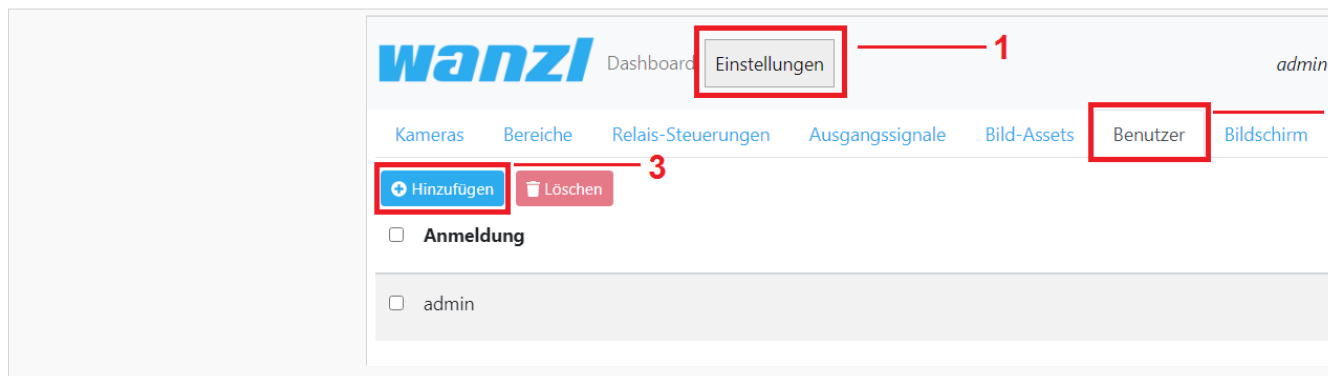 wanzl Dashboard Einstellungen 1 admin
Kameras Bereiche Relais-Steuerungen Ausgangssignale Bild-Assets Benutzer Bildschirm
Hinzufügen Löschen 3
Anmeldung
admin